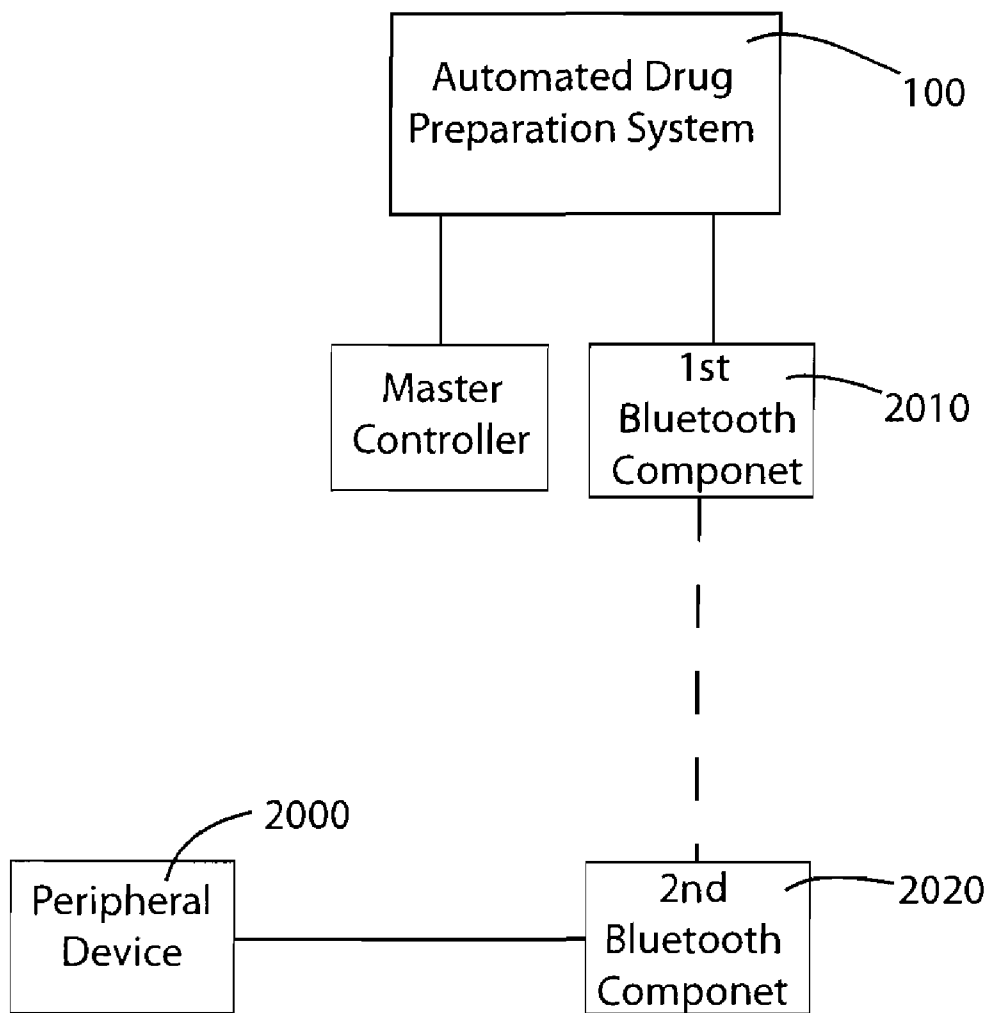 Automated Drug
Preparation System
100
Master
Controller
1st
Bluetooth
Componet
2010
2000
Peripheral
Device
2nd
Bluetooth
Componet
2020